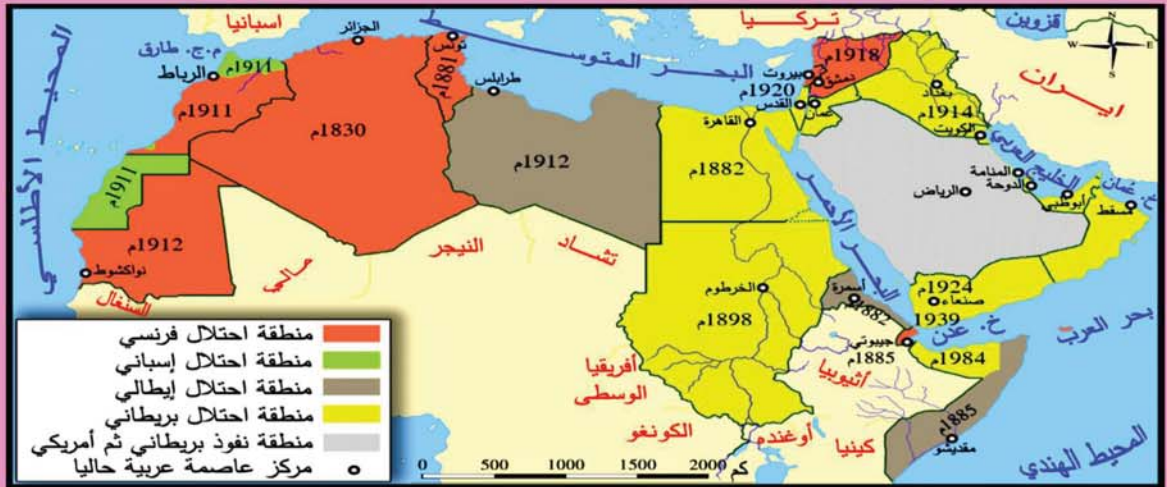 اسبانيا
تركيا
قزوين
N
W
E
S
المحيط الأطلسي
م.ج. طارق
الجزائر
تونس
البحر المتوسط
بيروت
1918م
دمشق
بغداد
ايران
الرباط
1911م
1911م
1881م
طرابلس
1920م
القدس
عمان
1914م
الكويت
القاهرة
1830م
1912م
1882م
1911م
الخليج العربي
خ. عمان
المنامة
الدوحة
الرياض
أبوظبي
مسقط
البحر الأحمر
1912م
نواكشوط
السنغال
مالي
النيجر
تشاد
الخرطوم
1898م
أسمرة
1882م
1924م
صنعاء
1939
خ. عدن
بحر العرب
جيبوتي
1885م
1984م
أثيوبيا
أفريقيا
الوسطى
الكونغو
أوغنده
كينيا
1885م
مقديشو
المحيط الهندي
منطقة احتلال فرنسي
منطقة احتلال إسباني
منطقة احتلال إيطالي
منطقة احتلال بريطاني
منطقة نفوذ بريطاني ثم أمريكي
مركز عاصمة عربية حاليا
0 500 1000 1500 2000 كم